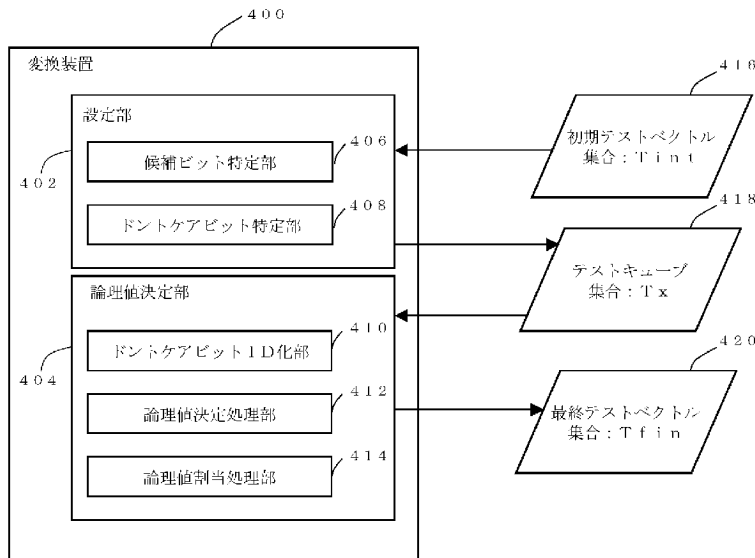 ４００
変換装置
４１６
設定部
４０６
候補ビット特定部
初期テストベクトル
集合：Ｔｉｎｔ
４０２
４０８
ドントケアビット特定部
４１８
テストキューブ
集合：Ｔｘ
論理値決定部
４１０
ドントケアビットＩＤ化部
４２０
４０４
４１２
論理値決定処理部
最終テストベクトル
集合：Ｔｆｉｎ
４１４
論理値割当処理部